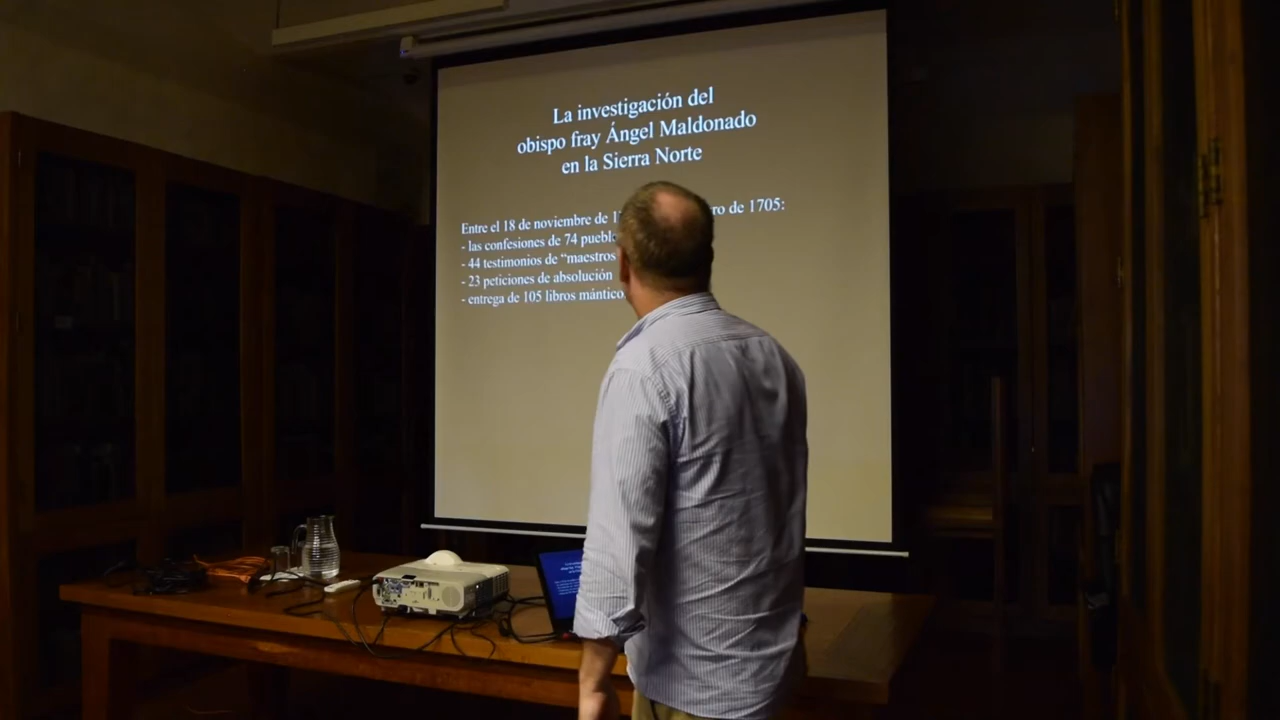 La investigación del
obispo fray Ángel Maldonado
en la Sierra Norte
Entre el 18 de noviembre de de 1705:
- las confesiones de 74
- 44 testimonios de “maestros
- 23 peticiones de absolución
- entrega de 105 libros